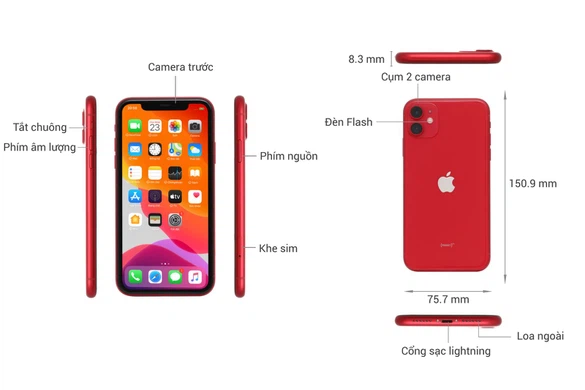 Camera trước
Tắt chuông
Phím âm lượng
Phím nguồn
Khe sim
8.3 mm
Cụm 2 camera
Đèn Flash
150.9 mm
75.7 mm
Loa ngoài
Cổng sạc lightning